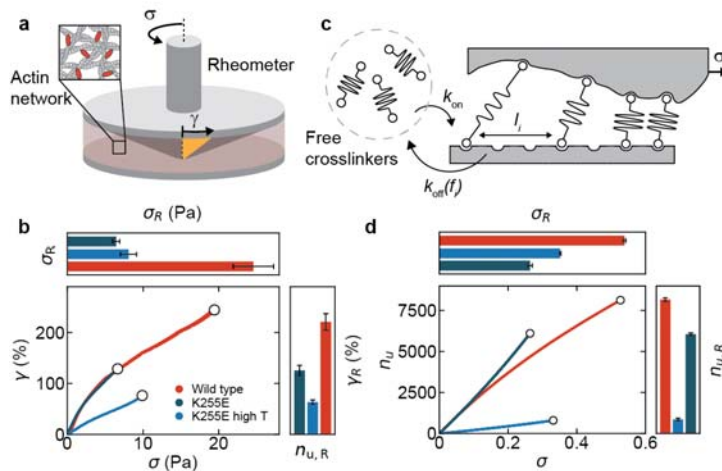 a
σ
Rheometer
Actin
network
γ
c
σ
k_on
l_i
Free
crosslinkers
k_off(f_i)
σ_R (Pa)
b
σ_R
γ (%)
200
100
0
0
10
20
σ (Pa)
Wild type
K255E
K255E high T
γ_R (%)
n_u, R
σ_R
d
n_u
7500
5000
2500
0
0
0.2
0.4
0.6
σ
n_u, R